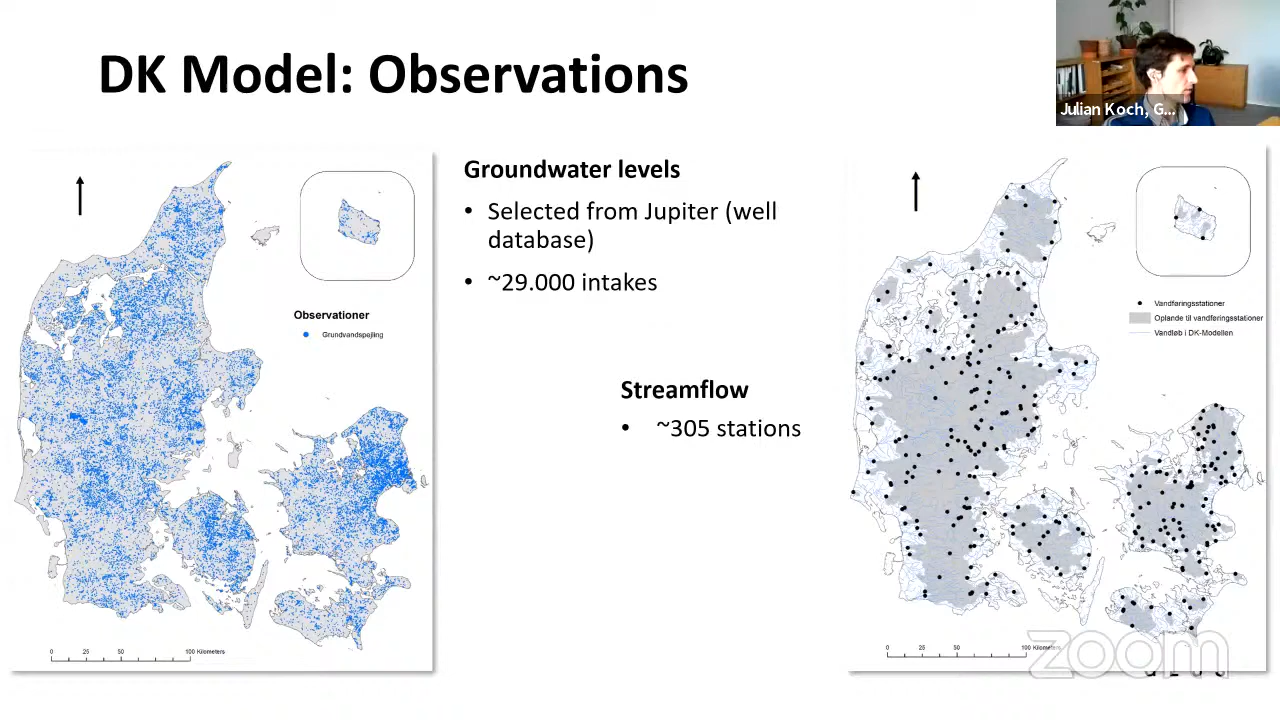 DK Model: Observations
Julian Koch, G...
Groundwater levels
• Selected from Jupiter (well
database)
• ~29.000 intakes
Streamflow
• ~305 stations
Observationer
Grundvandspejling
0 25 50 100 Kilometers
Vandføringsstationer
Oplande til vandføringsstationer
Vandløb i DK-Modellen
0 25 50 100 Kilometers
zoom